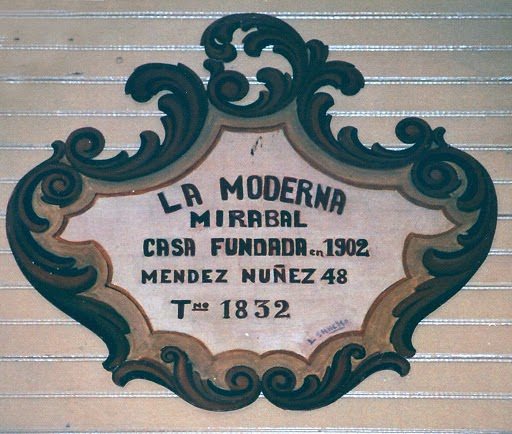 LA MODERNA
MIRABAL
CASA FUNDADA en 1902
MENDEZ NUÑEZ 48
Tno 1832